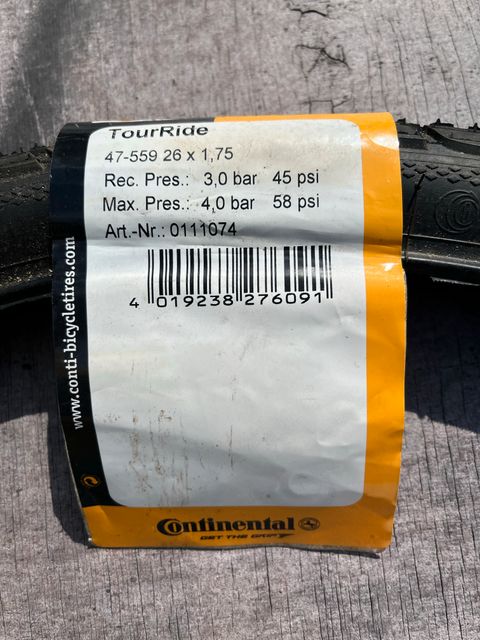 TourRide
47-559 26 x 1,75
Rec. Pres.: 3,0 bar 45 psi
Max. Pres.: 4,0 bar 58 psi
Art.-Nr.: 0111074
4 019238 276091
www.conti-bicycletires.com
Continental
GET THE GRIP